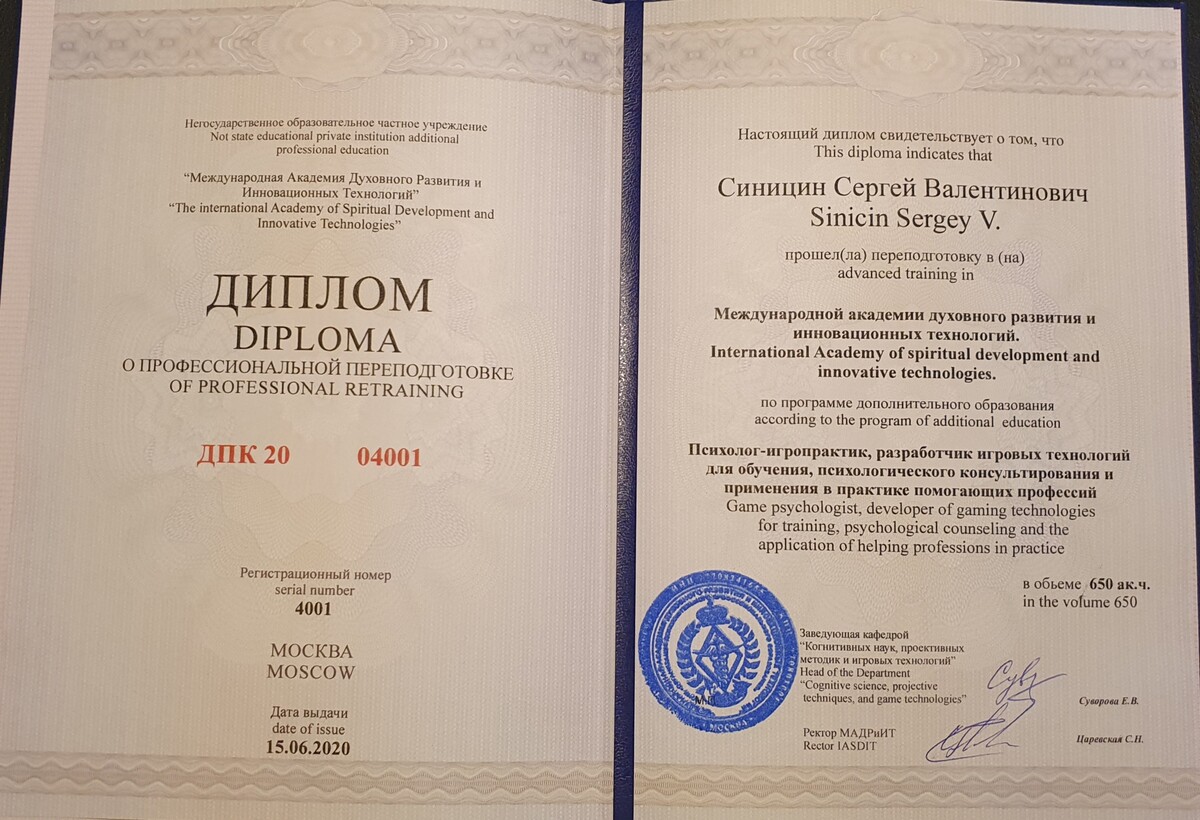 Негосударственное образовательное частное учреждение
Not state educational private institution additional
professional education
“Международная Академия Духовного Развития и
Инновационных Технологий”
“The international Academy of Spiritual Development and
Innovative Technologies”
ДИПЛОМ
DIPLOMA
О ПРОФЕССИОНАЛЬНОЙ ПЕРЕПОДГОТОВКЕ
OF PROFESSIONAL RETRAINING
ДПК 20 04001
Регистрационный номер
serial number
4001
МОСКВА
MOSCOW
Дата выдачи
date of issue
15.06.2020
Настоящий диплом свидетельствует о том, что
This diploma indicates that
Синицин Сергей Валентинович
Sinicin Sergey V.
прошел(ла) переподготовку в (на)
advanced training in
Международной академии духовного развития и
инновационных технологий.
International Academy of spiritual development and
innovative technologies.
по программе дополнительного образования
according to the program of additional education
Психолог-игропрактик, разработчик игровых технологий
для обучения, психологического консультирования и
применения в практике помогающих профессий
Game psychologist, developer of gaming technologies
for training, psychological counseling and the
application of helping professions in practice
в обьеме 650 ак.ч.
in the volume 650
Заведующая кафедрой
“Когнитивных наук, проективных
методик и игровых технологий”
Head of the Department
“Cognitive science, projective
techniques, and game technologies”
Суворова Е.В.
Ректор МАДРиИТ
Rector IASDIT
Царевская С.Н.
МОСКВА